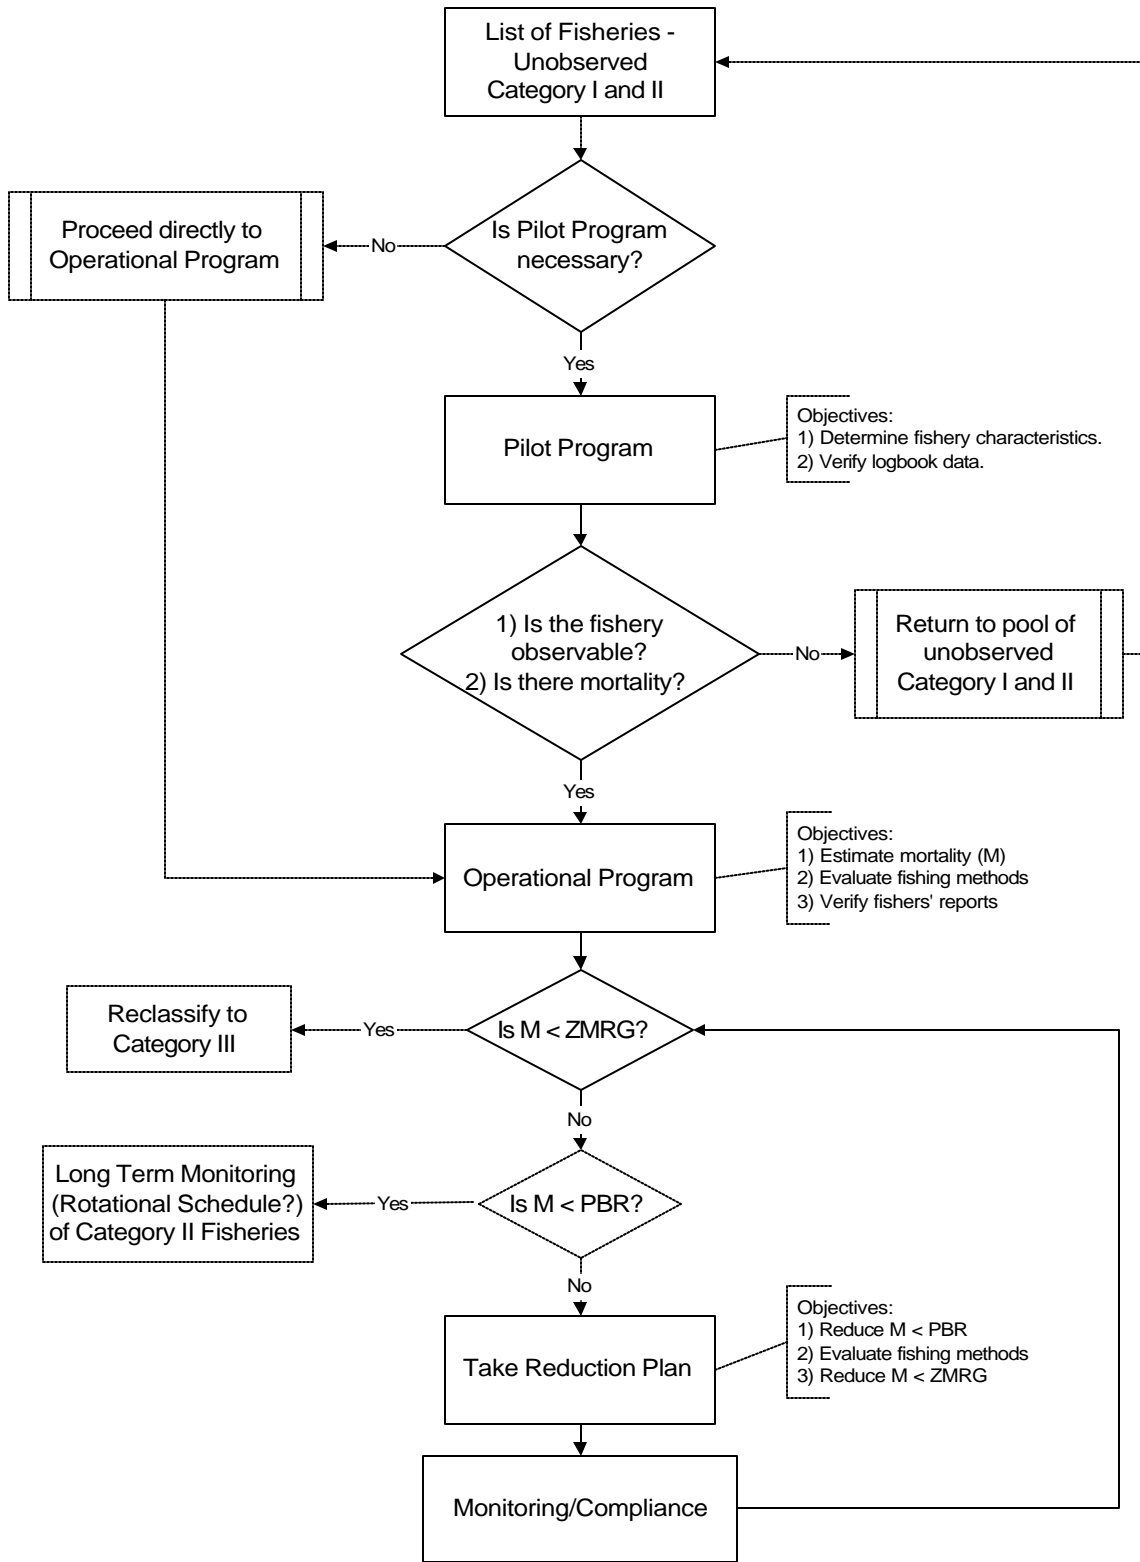 List of Fisheries -
Unobserved
Category I and II
Is Pilot Program
necessary?
No
Proceed directly to
Operational Program
Yes
Pilot Program
Objectives:
1) Determine fishery characteristics.
2) Verify logbook data.
1) Is the fishery
observable?
2) Is there mortality?
No
Return to pool of
unobserved
Category I and II
Yes
Operational Program
Objectives:
1) Estimate mortality (M)
2) Evaluate fishing methods
3) Verify fishers' reports
Is M < ZMRG?
Yes
Reclassify to
Category III
No
Is M < PBR?
Yes
Long Term Monitoring
(Rotational Schedule?)
of Category II Fisheries
No
Take Reduction Plan
Objectives:
1) Reduce M < PBR
2) Evaluate fishing methods
3) Reduce M < ZMRG
Monitoring/Compliance